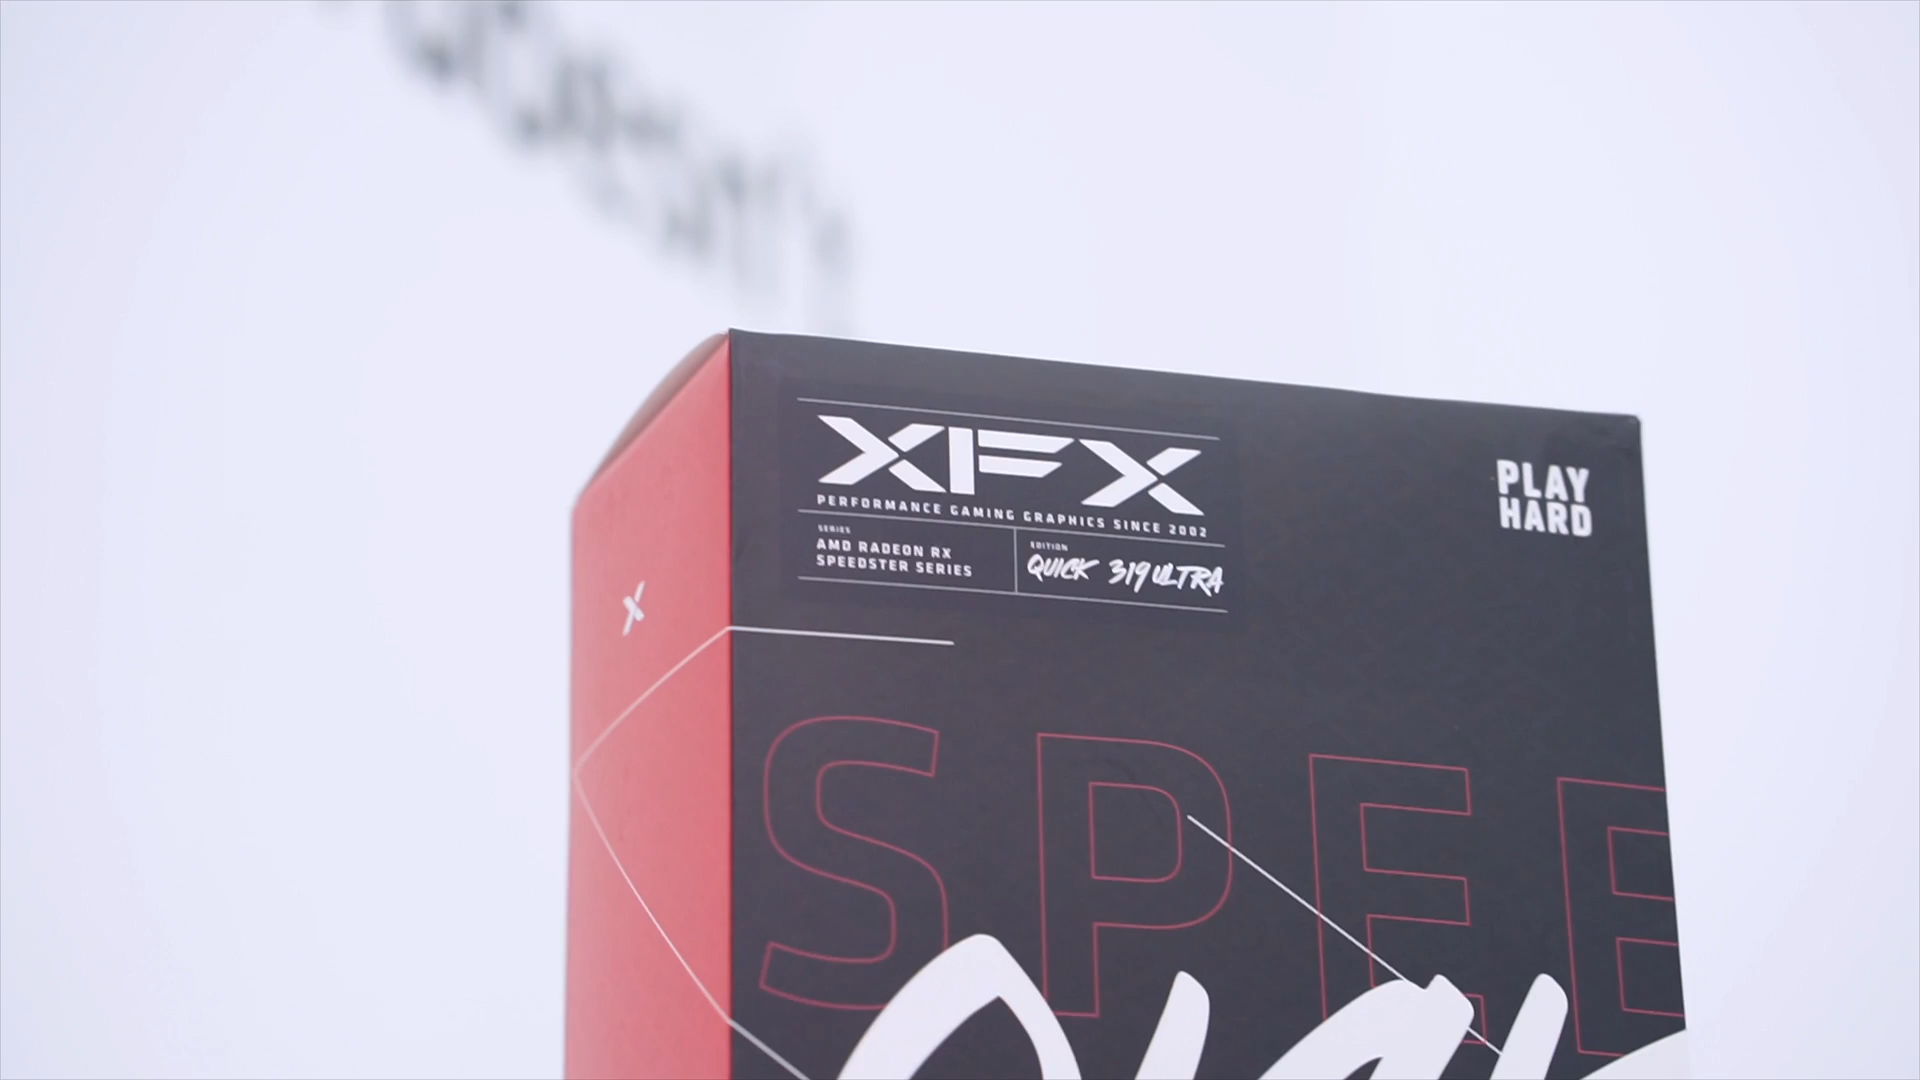 XFX
PERFORMANCE GAMING GRAPHICS SINCE 2002
SERIES
AMD RADEON RX
SPEEDSTER SERIES
EDITION
QUICK 319 ULTRA
PLAY
HARD
X
SPEE